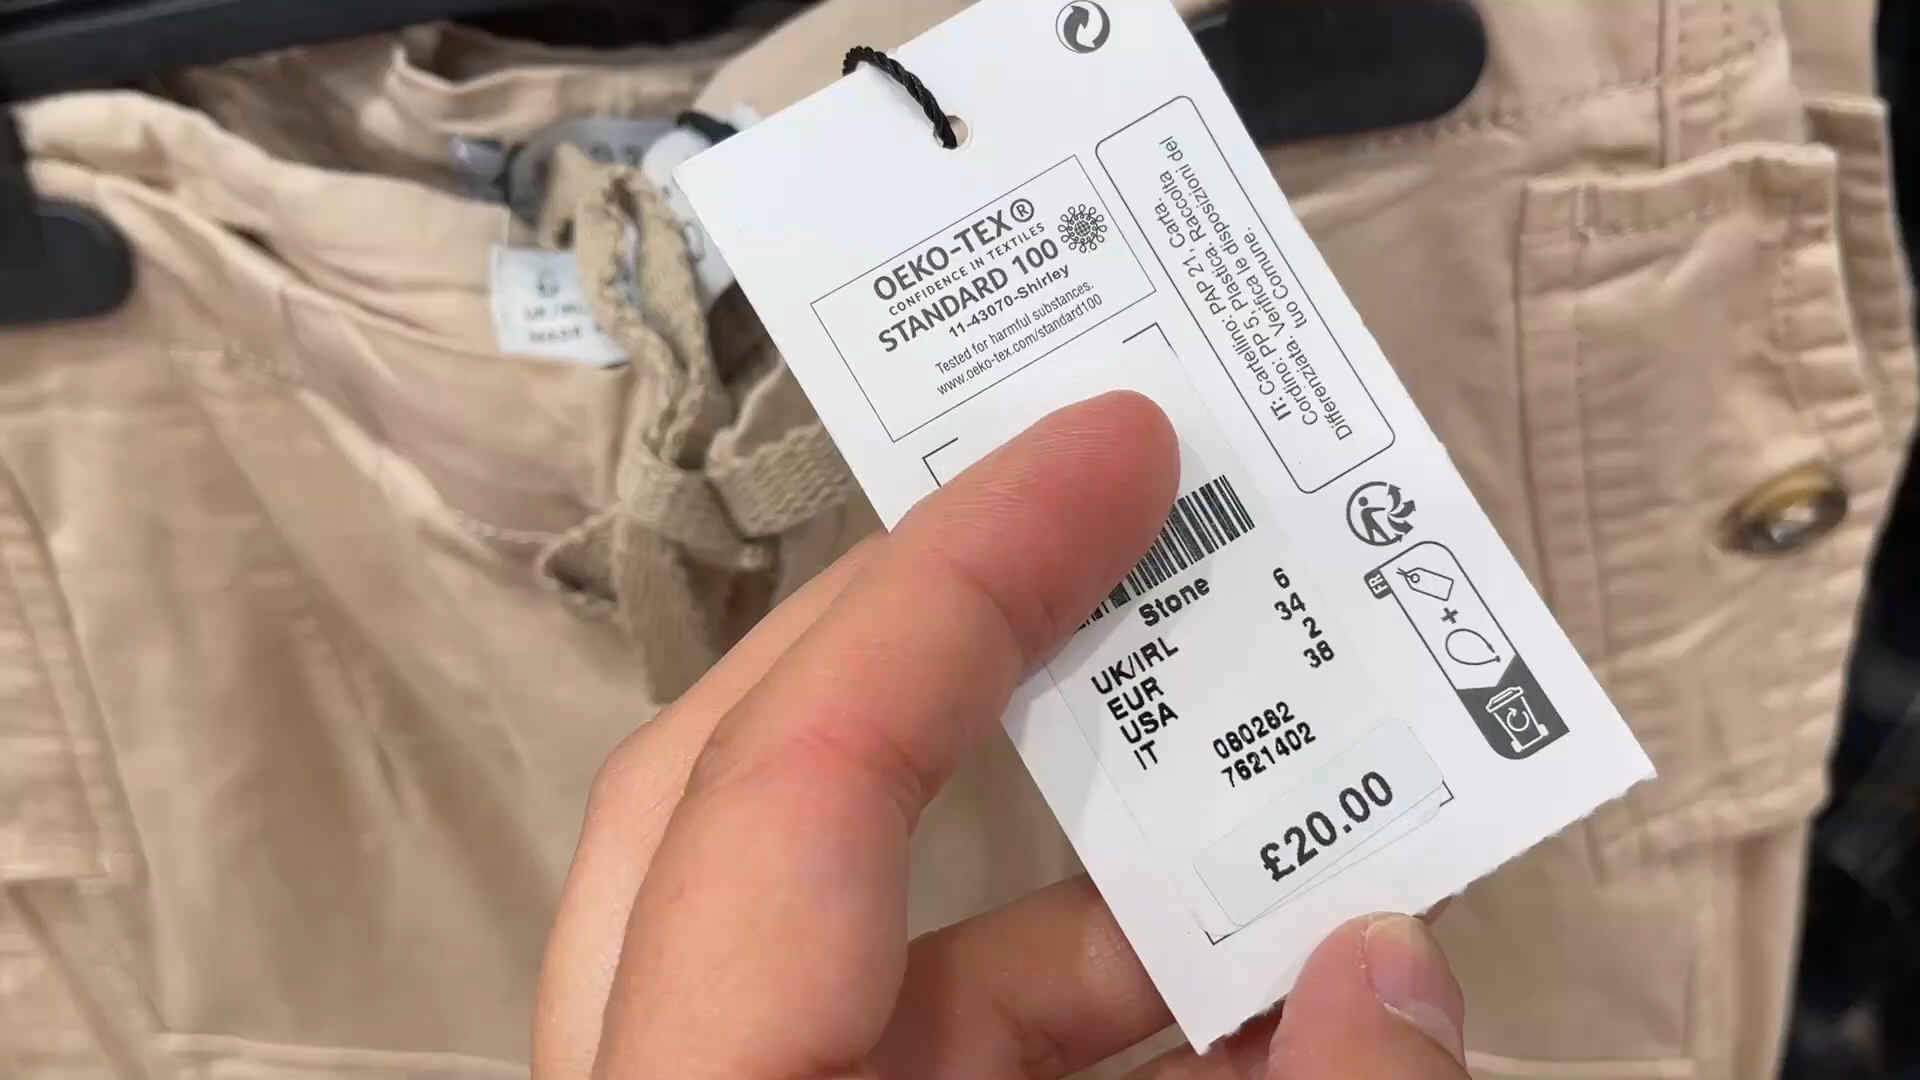 OEKO-TEX®
CONFIDENCE IN TEXTILES
STANDARD 100
11-43070-Shirley
Tested for harmful substances.
www.oeko-tex.com/standard100
IT: Cartellino: PAP 21, Carta.
Cordino: PP 5, Plastica. Raccolta
Differenziata. Verifica le disposizioni del
tuo Comune.
FR
+
Stone
UK/IRL 6
EUR 34
USA 2
IT 38
080282
7621402
£20.00